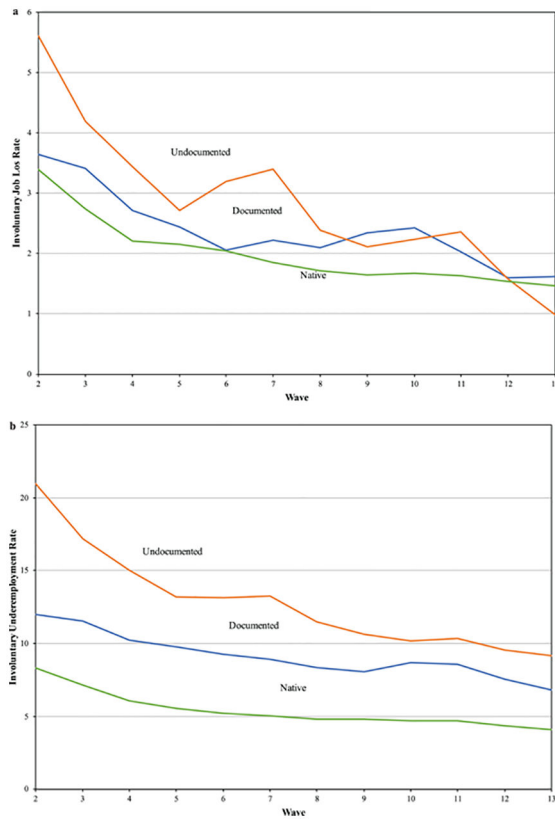 a
6
5
4
3
2
1
0
Involuntary Job Los Rate
Undocumented
Documented
Native
2 3 4 5 6 7 8 9 10 11 12 1
Wave
b
25
20
15
10
5
0
Involuntary Underemployment Rate
Undocumented
Documented
Native
2 3 4 5 6 7 8 9 10 11 12 13
Wave